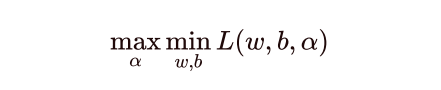 max min L(w, b, α)
α w,b